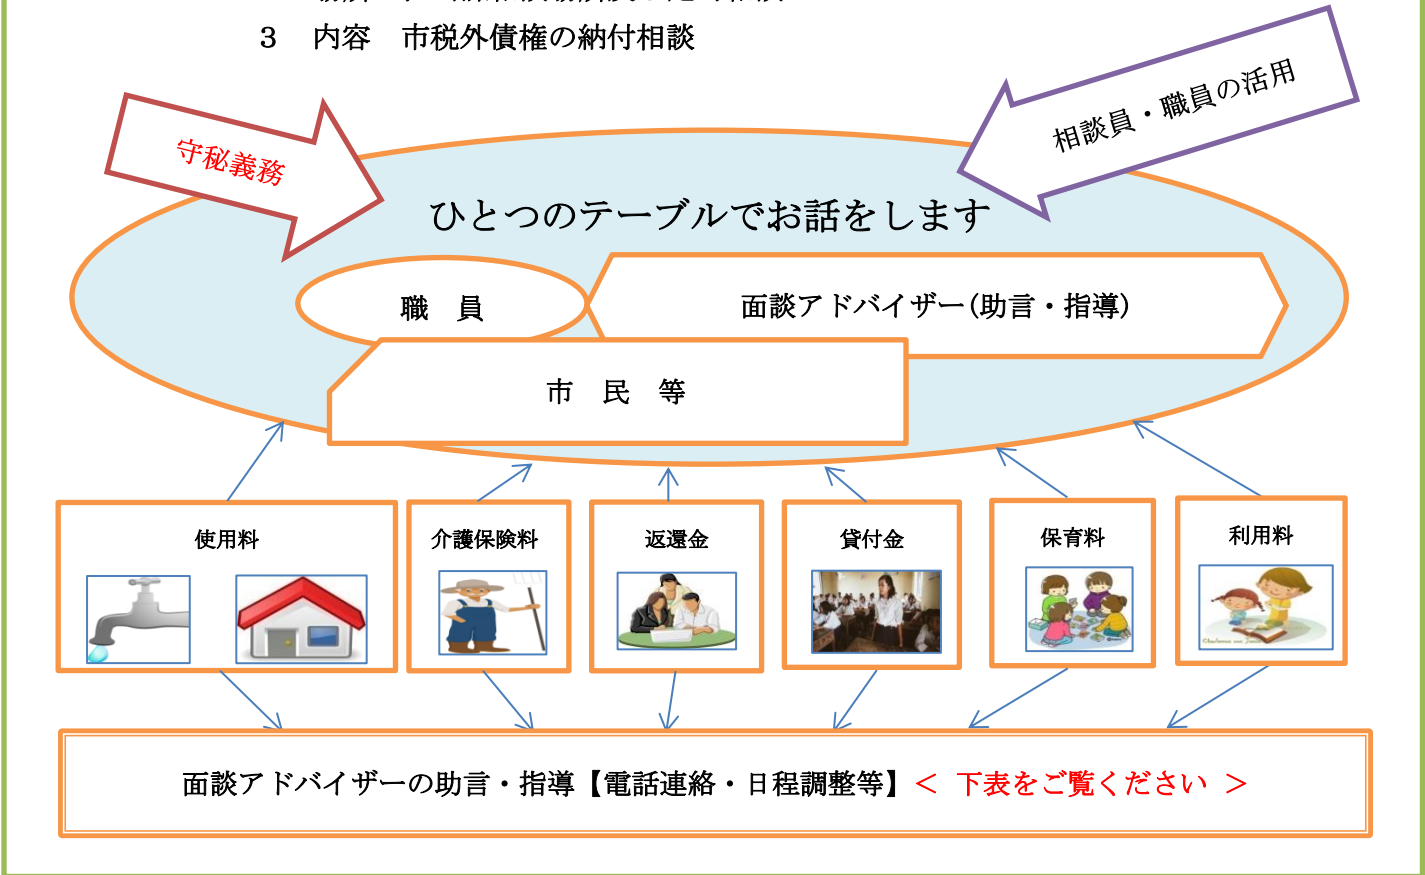 ３　内容　市税外債権の納付相談
守秘義務
相談員・職員の活用
ひとつのテーブルでお話をします
職　員
面談アドバイザー(助言・指導)
市　民　等
使用料
介護保険料
返還金
貸付金
保育料
利用料
面談アドバイザーの助言・指導【電話連絡・日程調整等】＜ 下表をご覧ください ＞